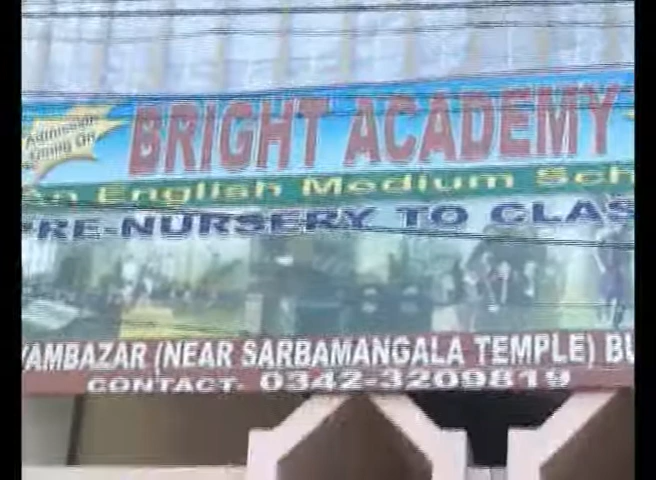 Admission
Going On
BRIGHT ACADEMY
An English Medium Sch
RE-NURSERY TO CLAS
YAMBAZAR (NEAR SARBAMANGALA TEMPLE) BU
CONTACT- 0342-3209819